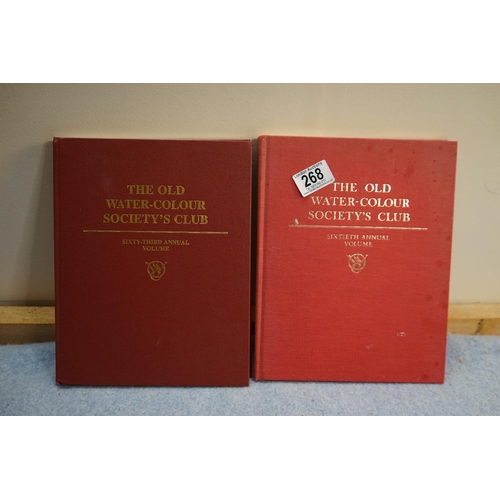 THE OLD
WATER-COLOUR
SOCIETY'S CLUB
SIXTY-THIRD ANNUAL
VOLUME
268
THE OLD
WATER-COLOUR
SOCIETY'S CLUB
SIXTIETH ANNUAL
VOLUME